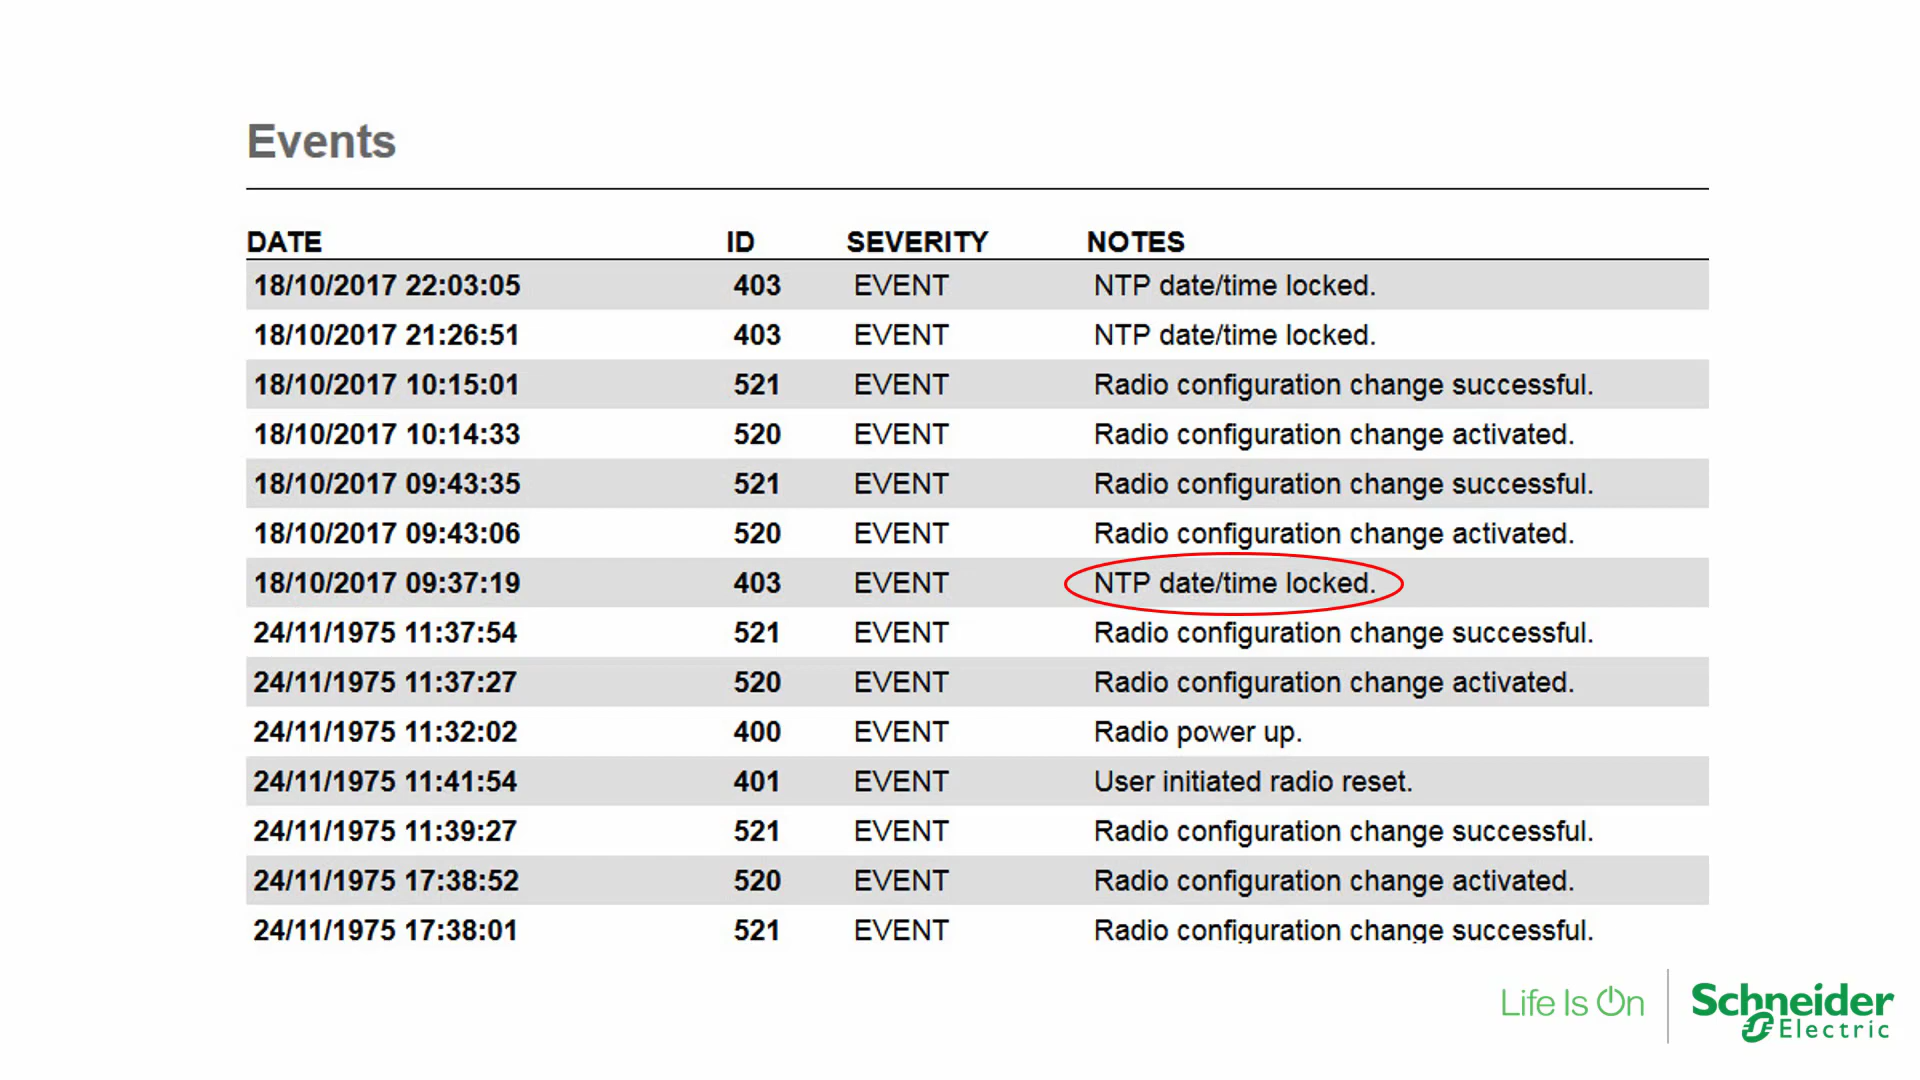 Events
DATE ID SEVERITY NOTES
18/10/2017 22:03:05 403 EVENT NTP date/time locked.
18/10/2017 21:26:51 403 EVENT NTP date/time locked.
18/10/2017 10:15:01 521 EVENT Radio configuration change successful.
18/10/2017 10:14:33 520 EVENT Radio configuration change activated.
18/10/2017 09:43:35 521 EVENT Radio configuration change successful.
18/10/2017 09:43:06 520 EVENT Radio configuration change activated.
18/10/2017 09:37:19 403 EVENT NTP date/time locked.
24/11/1975 11:37:54 521 EVENT Radio configuration change successful.
24/11/1975 11:37:27 520 EVENT Radio configuration change activated.
24/11/1975 11:32:02 400 EVENT Radio power up.
24/11/1975 11:41:54 401 EVENT User initiated radio reset.
24/11/1975 11:39:27 521 EVENT Radio configuration change successful.
24/11/1975 17:38:52 520 EVENT Radio configuration change activated.
24/11/1975 17:38:01 521 EVENT Radio configuration change successful.
Life Is On
Schneider
Electric